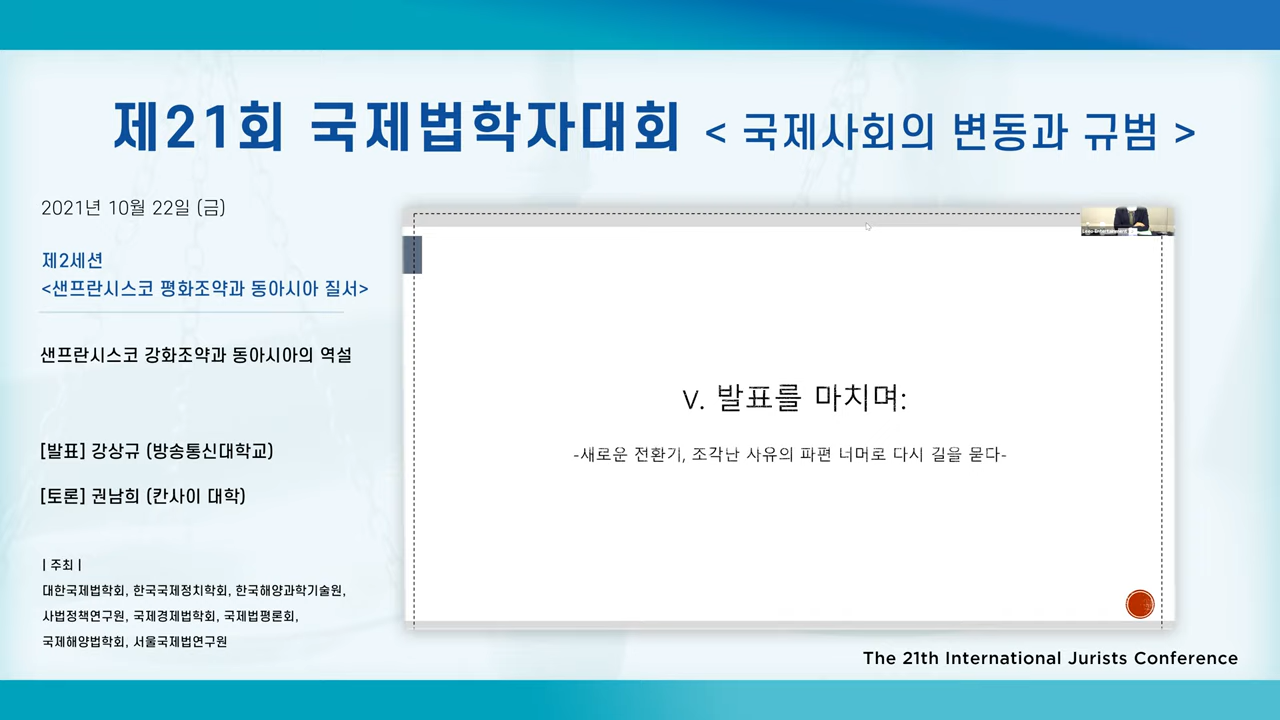 제21회 국제법학자대회 < 국제사회의 변동과 규범 >
2021년 10월 22일 (금)
제2세션
<샌프란시스코 평화조약과 동아시아 질서>
샌프란시스코 강화조약과 동아시아의 역설
[발표] 강상규 (방송통신대학교)
[토론] 권남희 (칸사이 대학)
| 주최 |
대한국제법학회, 한국국제정치학회, 한국해양과학기술원,
사법정책연구원, 국제경제법학회, 국제법평론회,
국제해양법학회, 서울국제법연구원
V. 발표를 마치며:
-새로운 전환기, 조각난 사유의 파편 너머로 다시 길을 묻다-
The 21th International Jurists Conference